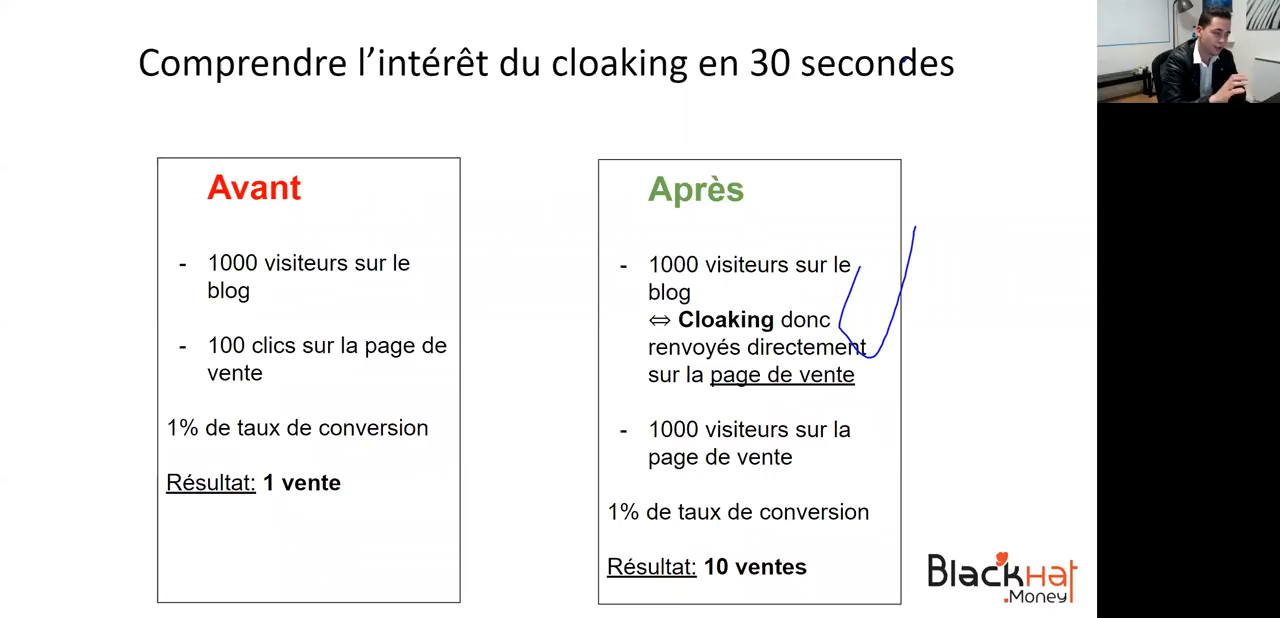 Comprendre l’intérêt du cloaking en 30 secondes
Avant
- 1000 visiteurs sur le
blog
- 100 clics sur la page de
vente
1% de taux de conversion
Résultat: 1 vente
Après
- 1000 visiteurs sur le
blog
⇔ Cloaking donc
renvoyés directement
sur la page de vente
- 1000 visiteurs sur la
page de vente
1% de taux de conversion
Résultat: 10 ventes
BlackHat
.Money